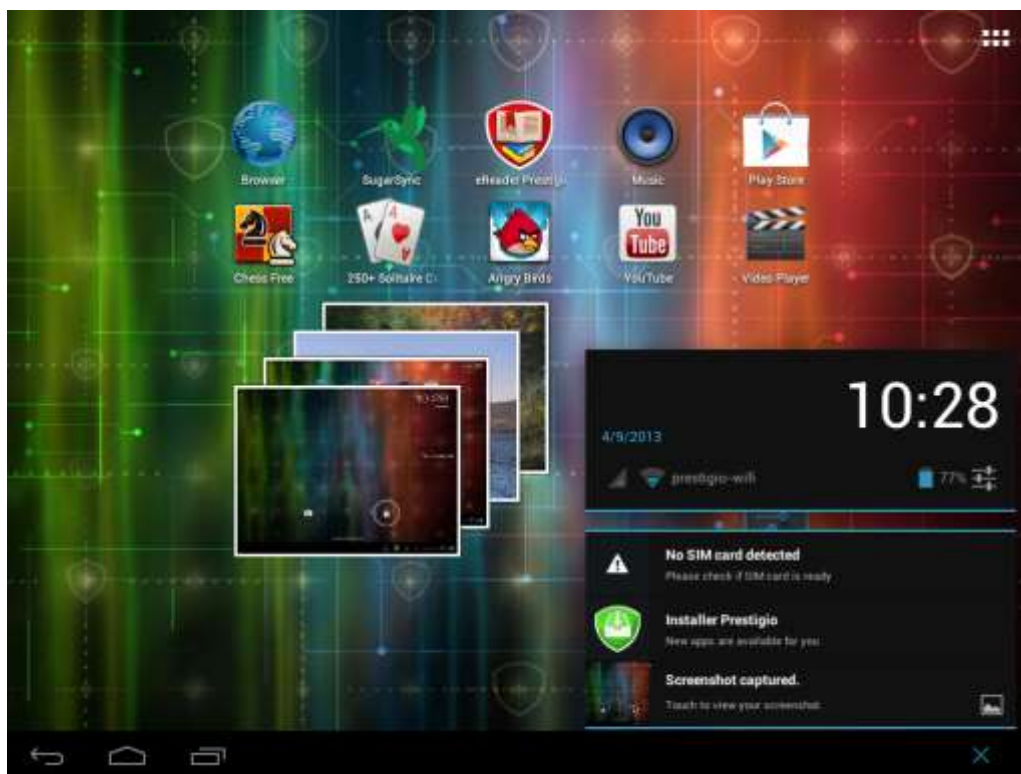 Browser
SugarSync
eReader Prestigi
Music
Play Store
Chess Free
250+ Solitaire C
Angry Birds
You
Tube
YouTube
Video Player
10:28
4/9/2013
prestigio-wifi
77%
No SIM card detected
Please check if SIM card is ready
Installer Prestigio
New apps are available for you
Screenshot captured.
Touch to view your screenshot.